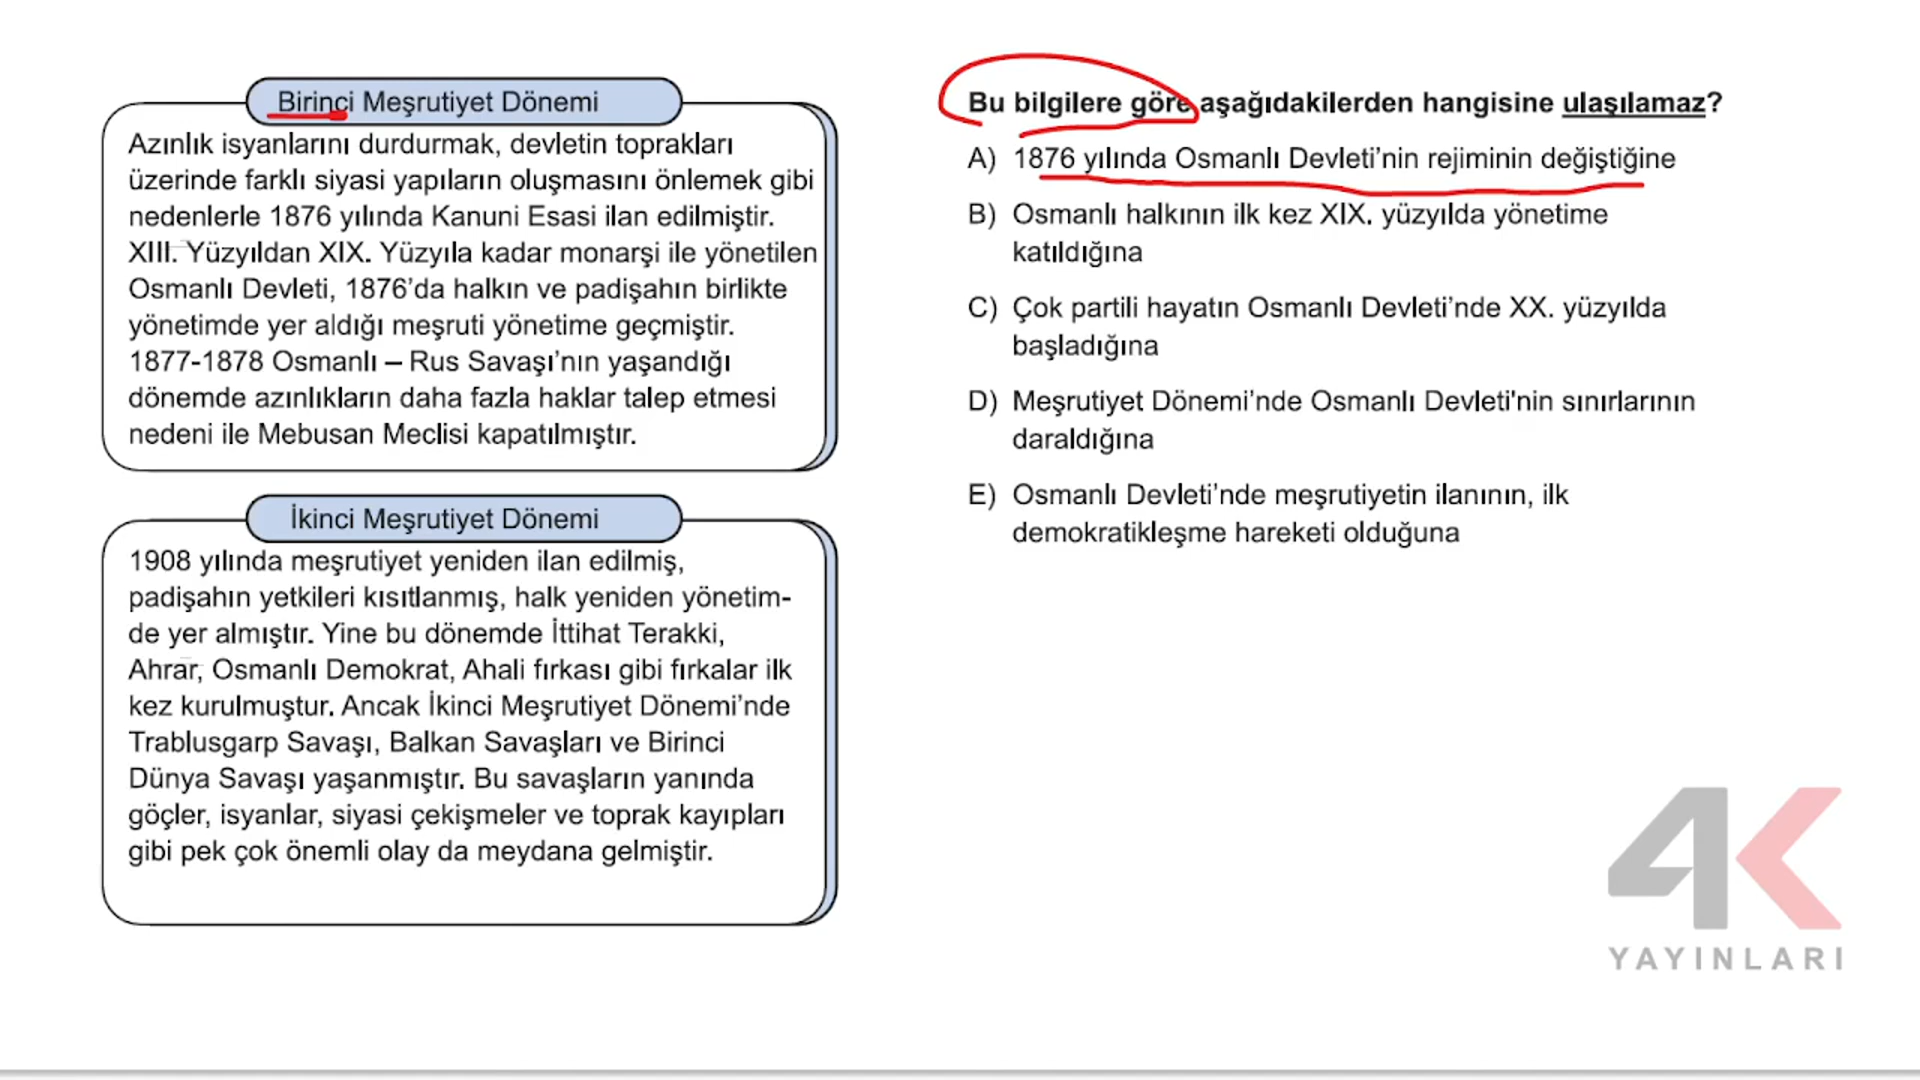 Birinci Meşrutiyet Dönemi
Azınlık isyanlarını durdurmak, devletin toprakları
üzerinde farklı siyasi yapıların oluşmasını önlemek gibi
nedenlerle 1876 yılında Kanuni Esasi ilan edilmiştir.
XIII. Yüzyıldan XIX. Yüzyıla kadar monarşi ile yönetilen
Osmanlı Devleti, 1876’da halkın ve padişahın birlikte
yönetimde yer aldığı meşruti yönetime geçmiştir.
1877-1878 Osmanlı – Rus Savaşı’nın yaşandığı
dönemde azınlıkların daha fazla haklar talep etmesi
nedeni ile Mebusan Meclisi kapatılmıştır.
İkinci Meşrutiyet Dönemi
1908 yılında meşrutiyet yeniden ilan edilmiş,
padişahın yetkileri kısıtlanmış, halk yeniden yönetim-
de yer almıştır. Yine bu dönemde İttihat Terakki,
Ahrar, Osmanlı Demokrat, Ahali fırkası gibi fırkalar ilk
kez kurulmuştur. Ancak İkinci Meşrutiyet Dönemi’nde
Trablusgarp Savaşı, Balkan Savaşları ve Birinci
Dünya Savaşı yaşanmıştır. Bu savaşların yanında
göçler, isyanlar, siyasi çekişmeler ve toprak kayıpları
gibi pek çok önemli olay da meydana gelmiştir.
Bu bilgilere göre aşağıdakilerden hangisine ulaşılamaz?
A) 1876 yılında Osmanlı Devleti’nin rejiminin değiştiğine
B) Osmanlı halkının ilk kez XIX. yüzyılda yönetime
katıldığına
C) Çok partili hayatın Osmanlı Devleti’nde XX. yüzyılda
başladığına
D) Meşrutiyet Dönemi’nde Osmanlı Devleti'nin sınırlarının
daraldığına
E) Osmanlı Devleti’nde meşrutiyetin ilanının, ilk
demokratikleşme hareketi olduğuna
4K
YAYINLARI